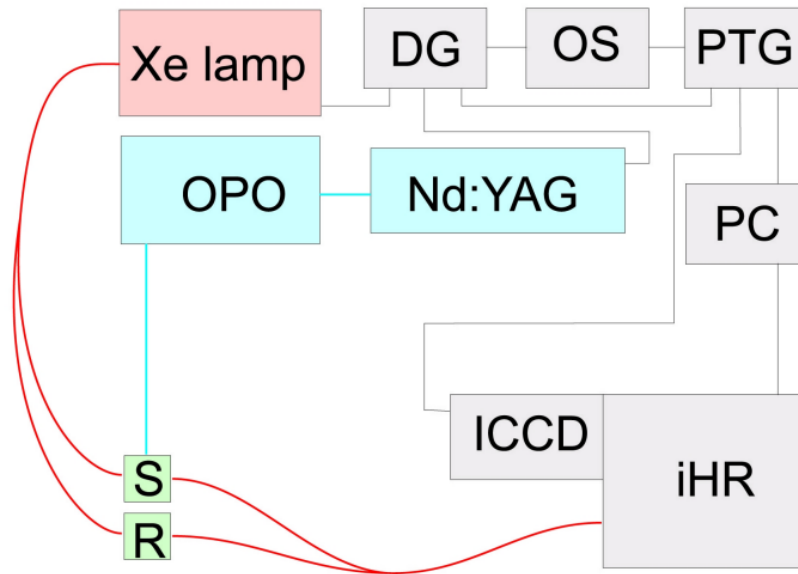 Xe lamp
DG
OS
PTG
OPO
Nd:YAG
PC
ICCD
iHR
S
R